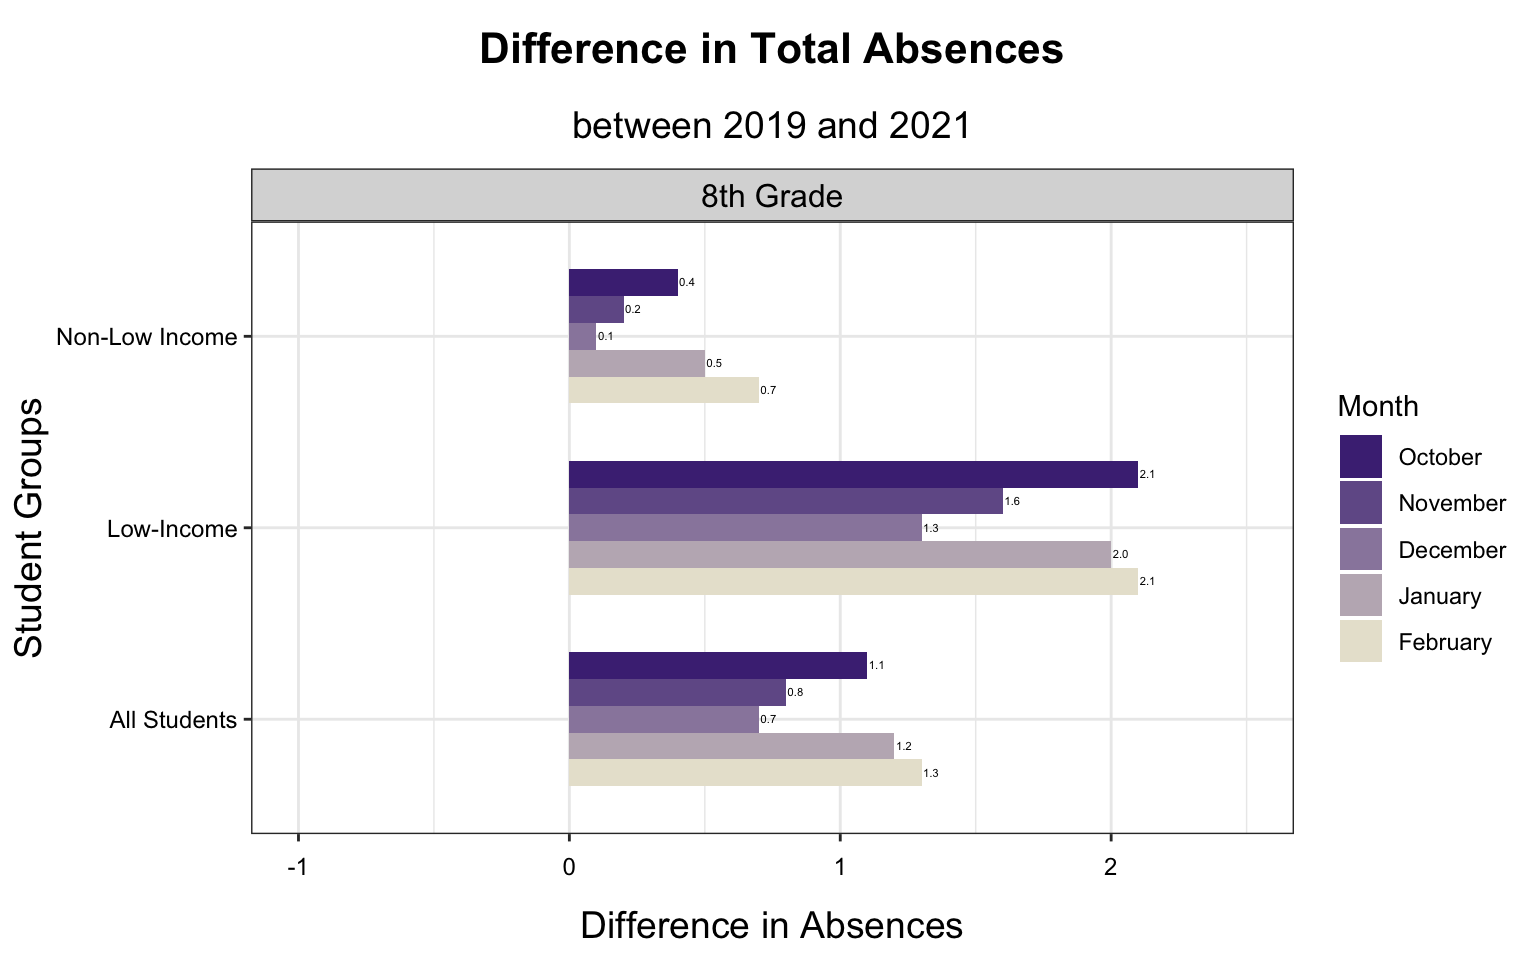 Difference in Total Absences
between 2019 and 2021
8th Grade
Student Groups
Non-Low Income
0.4
0.2
0.1
0.5
0.7
Low-Income
2.1
1.6
1.3
2.0
2.1
All Students
1.1
0.8
0.7
1.2
1.3
-1 0 1 2
Difference in Absences
Month
October
November
December
January
February